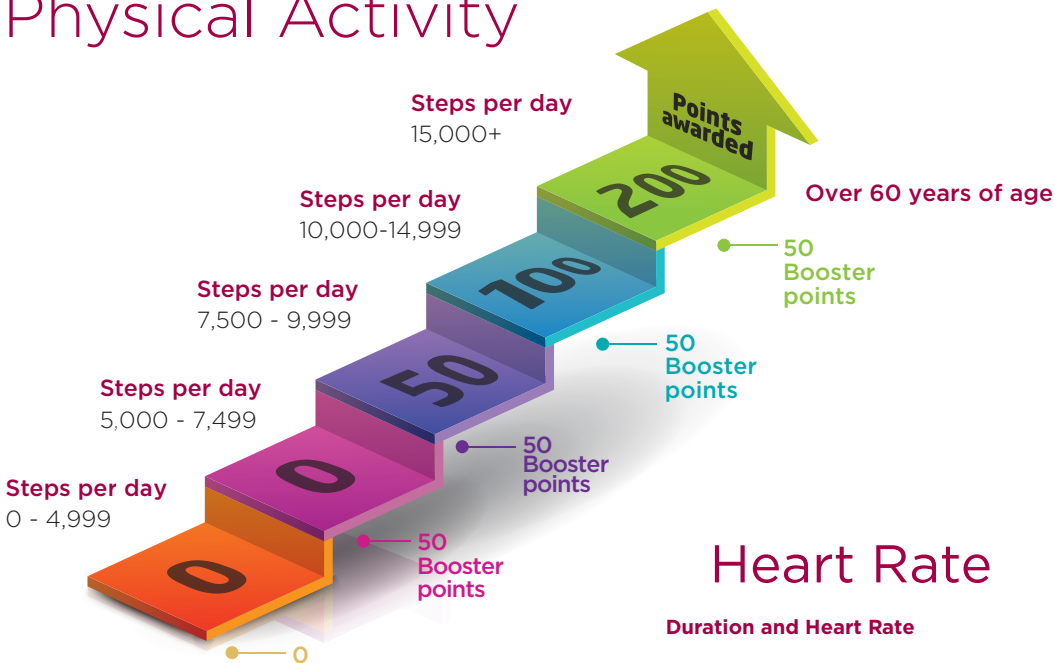 Physical Activity
Points
awarded
Steps per day
15,000+
200
Over 60 years of age
50
Booster
points
Steps per day
10,000-14,999
100
50
Booster
points
Steps per day
7,500 - 9,999
50
50
Booster
points
Steps per day
5,000 - 7,499
0
50
Booster
points
Steps per day
0 - 4,999
0
0
Heart Rate
Duration and Heart Rate